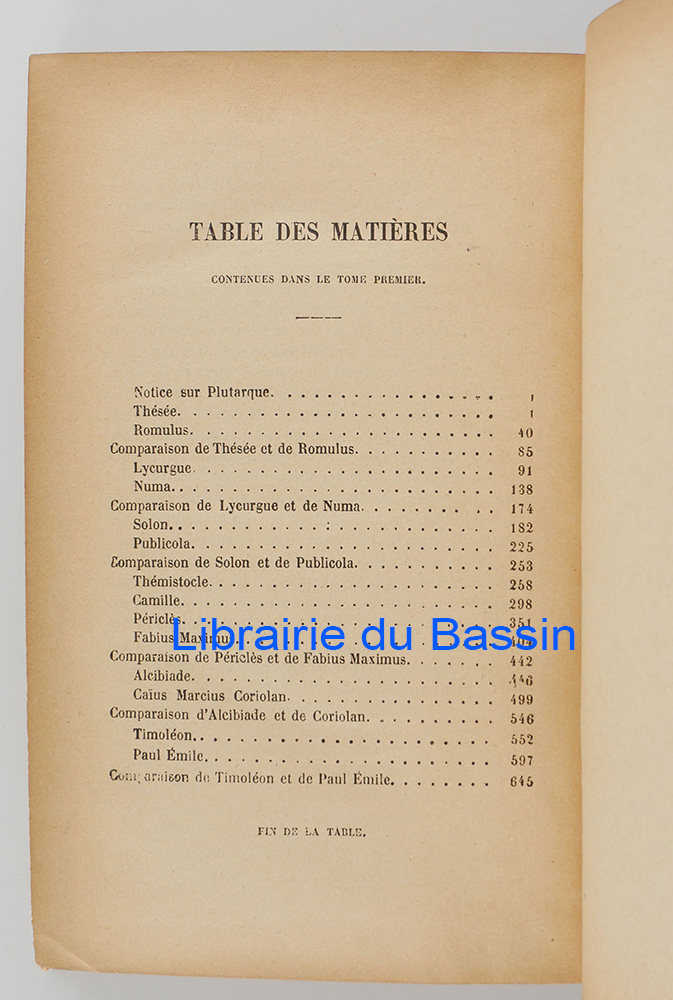 TABLE DES MATIÈRES
CONTENUES DANS LE TOME PREMIER.
Notice sur Plutarque. . . . . . . . . . . . . . . .
Thésée. . . . . . . . . . . . . . . . . . . . . 1
Romulus. . . . . . . . . . . . . . . . . . . . 40
Comparaison de Thésée et de Romulus. . . . . . . . . . . 85
Lycurgue. . . . . . . . . . . . . . . . . . . . 91
Numa. . . . . . . . . . . . . . . . . . . . . 138
Comparaison de Lycurgue et de Numa. . . . . . . . . . . 174
Solon. . . . . . . . . . . . . . . . . . . . . 182
Publicola. . . . . . . . . . . . . . . . . . . . 225
Comparaison de Solon et de Publicola. . . . . . . . . . . 253
Thémistocle. . . . . . . . . . . . . . . . . . . 258
Camille. . . . . . . . . . . . . . . . . . . . 298
Périclès. . . . . . . . . . . . . . . . . . . . 351
Fabius Maximus. . . . . . . . . . . . . . . . .
Librairie du Bassin
Comparaison de Périclès et de Fabius Maximus. . . . . . . 442
Alcibiade. . . . . . . . . . . . . . . . . . . . 446
Caïus Marcius Coriolan. . . . . . . . . . . . . . . 499
Comparaison d'Alcibiade et de Coriolan. . . . . . . . . . 546
Timoléon. . . . . . . . . . . . . . . . . . . . 552
Paul Émile. . . . . . . . . . . . . . . . . . . 597
Comparaison de Timoléon et de Paul Émile. . . . . . . . 645
FIN DE LA TABLE.